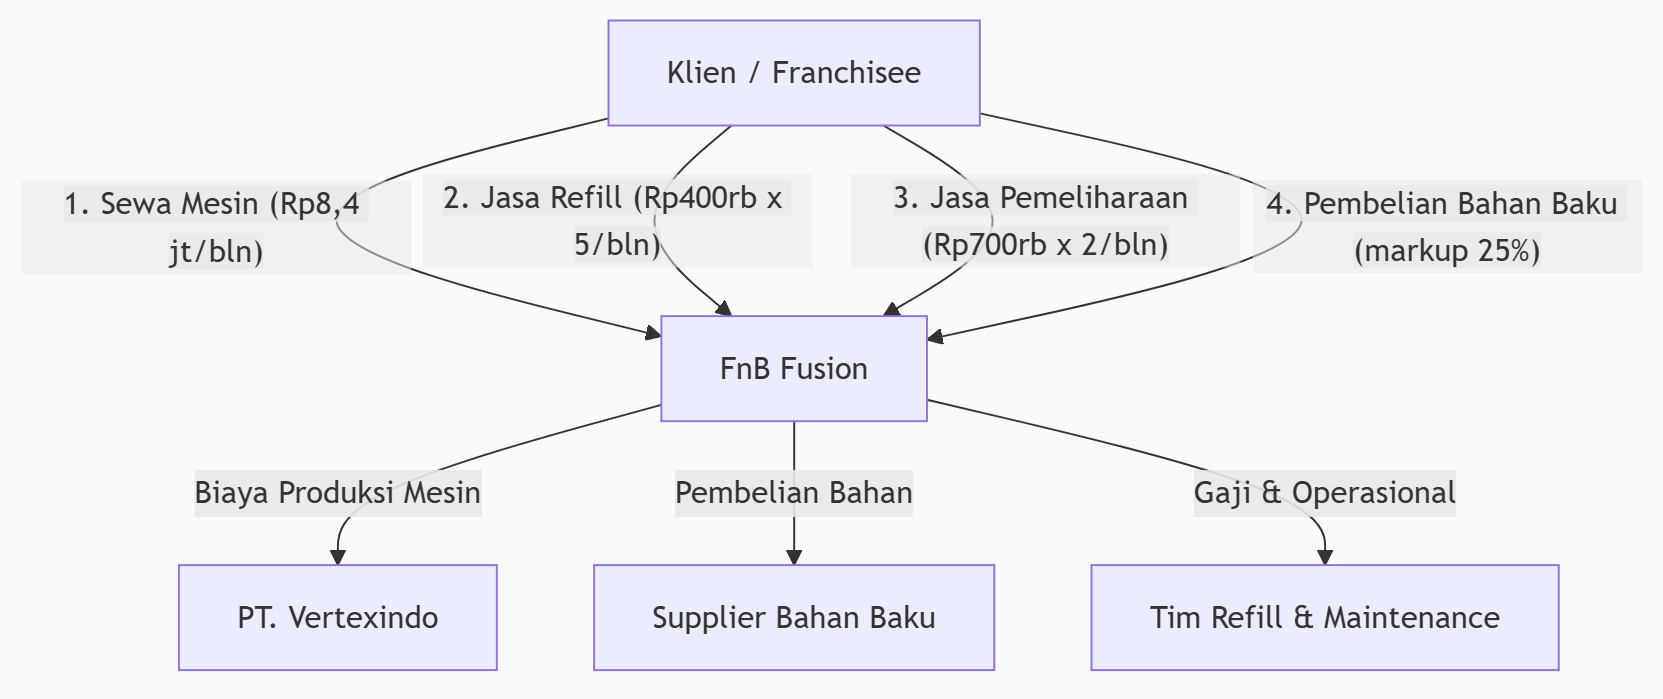 Klien / Franchisee
1. Sewa Mesin (Rp8,4
jt/bln)
2. Jasa Refill (Rp400rb x
5/bln)
3. Jasa Pemeliharaan
(Rp700rb x 2/bln)
4. Pembelian Bahan Baku
(markup 25%)
FnB Fusion
Biaya Produksi Mesin
Pembelian Bahan
Gaji & Operasional
PT. Vertexindo
Supplier Bahan Baku
Tim Refill & Maintenance